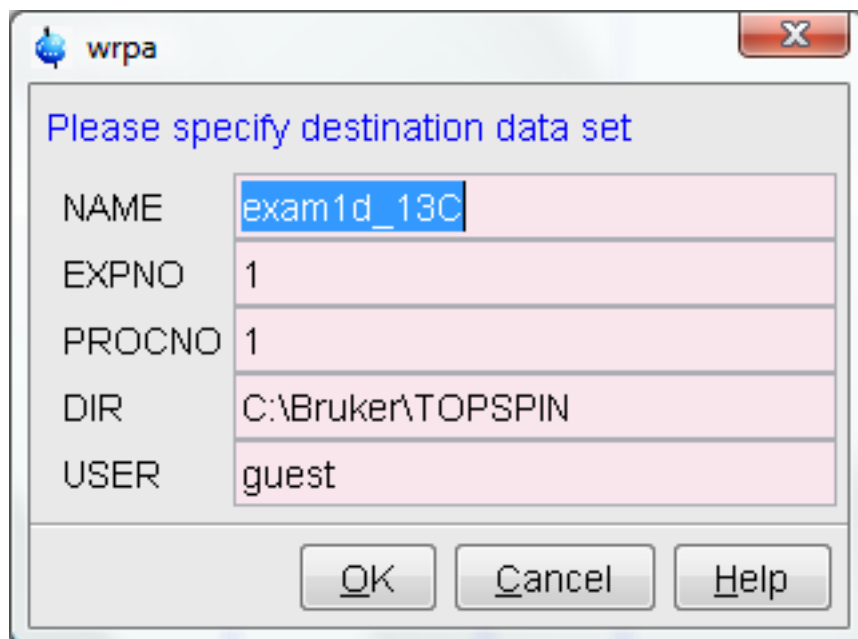 wrpa
Please specify destination data set
NAME exam1d_13C
EXPNO 1
PROCNO 1
DIR C:\Bruker\TOPSPIN
USER guest
OK Cancel Help